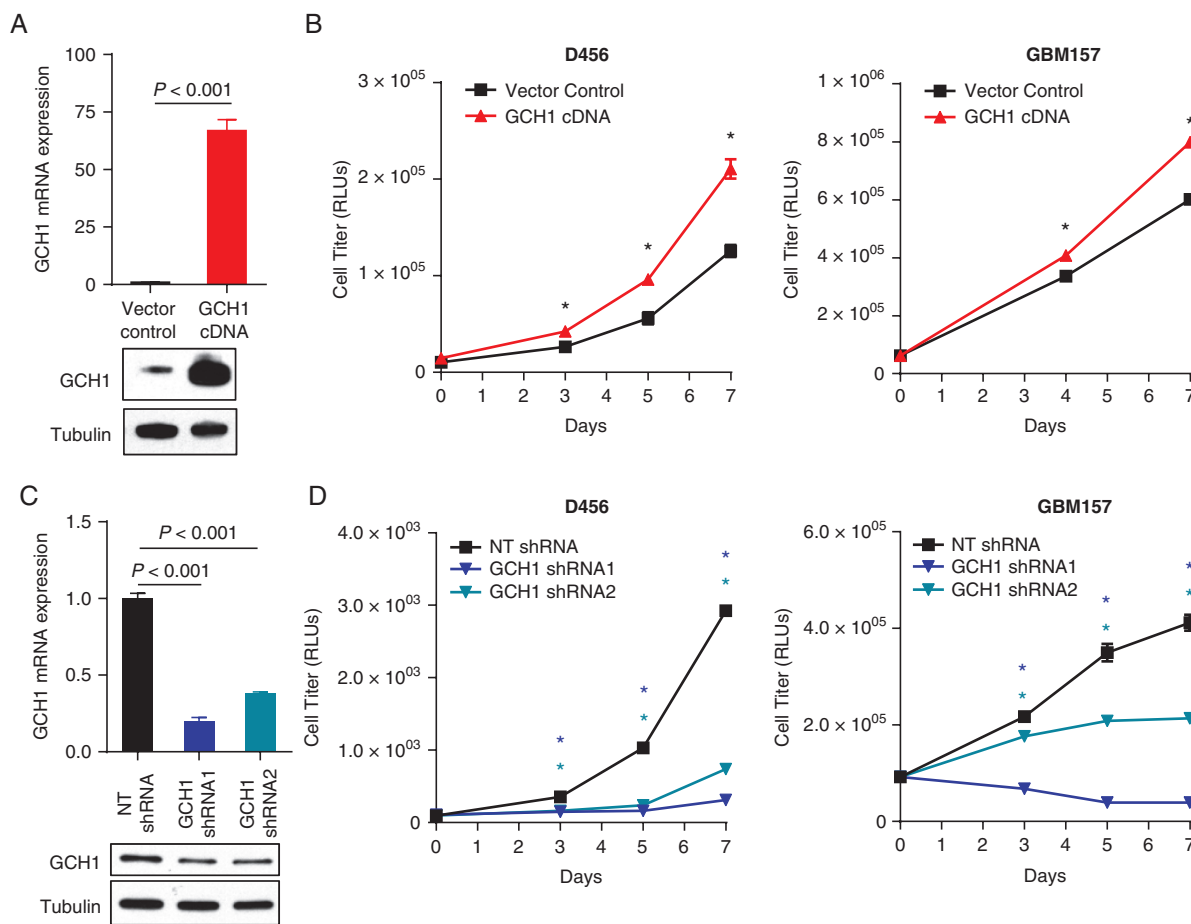 A
GCH1 mRNA expression
100
75
50
25
0
P < 0.001
Vector
control
GCH1
cDNA
GCH1
Tubulin
B
D456
Cell Titer (RLUs)
3 × 10^05
2 × 10^05
1 × 10^05
0
Vector Control
GCH1 cDNA
*
*
*
0 1 2 3 4 5 6 7
Days
GBM157
Cell Titer (RLUs)
1 × 10^06
8 × 10^05
6 × 10^05
4 × 10^05
2 × 10^05
0
Vector Control
GCH1 cDNA
*
*
0 1 2 3 4 5 6 7
Days
C
GCH1 mRNA expression
1.5
1.0
0.5
0.0
P < 0.001
P < 0.001
NT
shRNA
GCH1
shRNA1
GCH1
shRNA2
GCH1
Tubulin
D
D456
Cell Titer (RLUs)
4.0 × 10^03
3.0 × 10^03
2.0 × 10^03
1.0 × 10^03
0
NT shRNA
GCH1 shRNA1
GCH1 shRNA2
*
*
*
*
*
*
0 1 2 3 4 5 6 7
Days
GBM157
Cell Titer (RLUs)
6.0 × 10^05
4.0 × 10^05
2.0 × 10^05
0
NT shRNA
GCH1 shRNA1
GCH1 shRNA2
*
*
*
*
*
*
0 1 2 3 4 5 6 7
Days